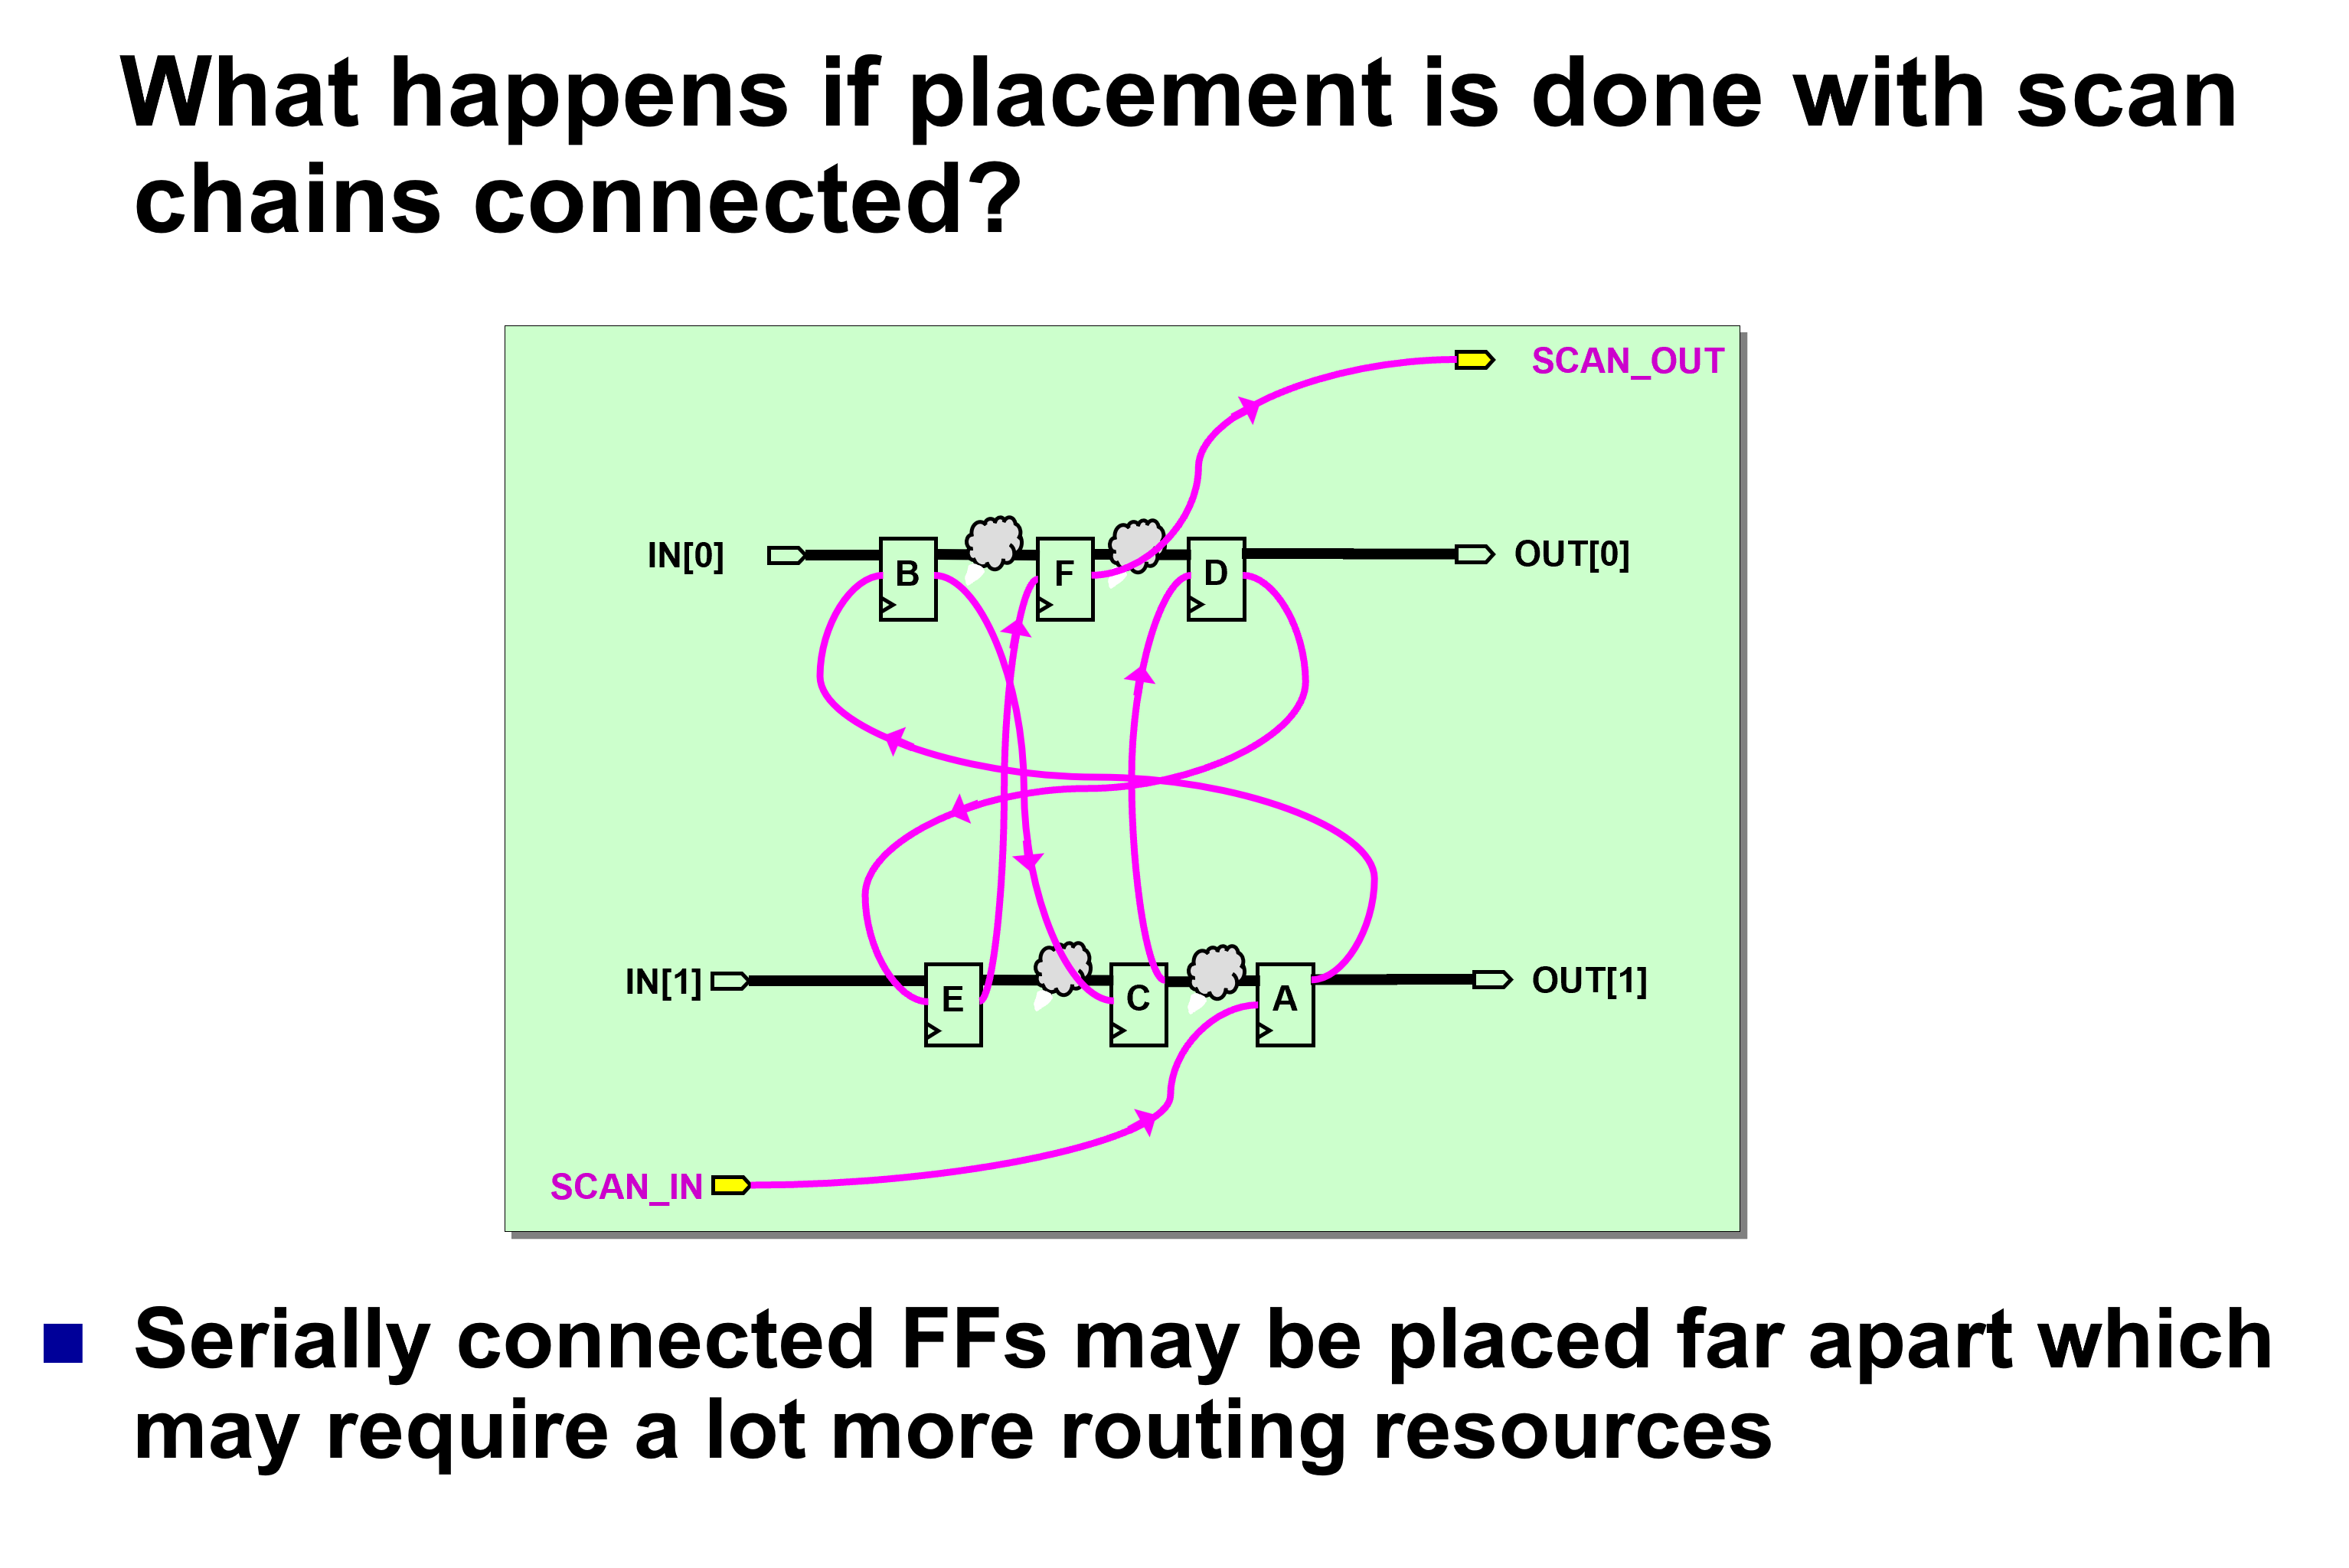 What happens if placement is done with scan
chains connected?
SCAN_OUT
IN[0]
B
F
D
OUT[0]
IN[1]
E
C
A
OUT[1]
SCAN_IN
Serially connected FFs may be placed far apart which
may require a lot more routing resources